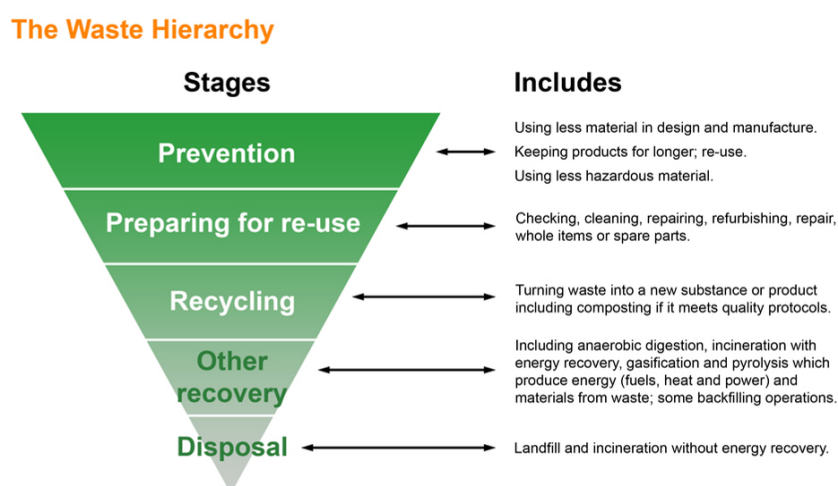 The Waste Hierarchy
Stages
Includes
Prevention
Using less material in design and manufacture.
Keeping products for longer; re-use.
Using less hazardous material.
Preparing for re-use
Checking, cleaning, repairing, refurbishing, repair,
whole items or spare parts.
Recycling
Turning waste into a new substance or product
including composting if it meets quality protocols.
Other
recovery
Including anaerobic digestion, incineration with
energy recovery, gasification and pyrolysis which
produce energy (fuels, heat and power) and
materials from waste; some backfilling operations.
Disposal
Landfill and incineration without energy recovery.